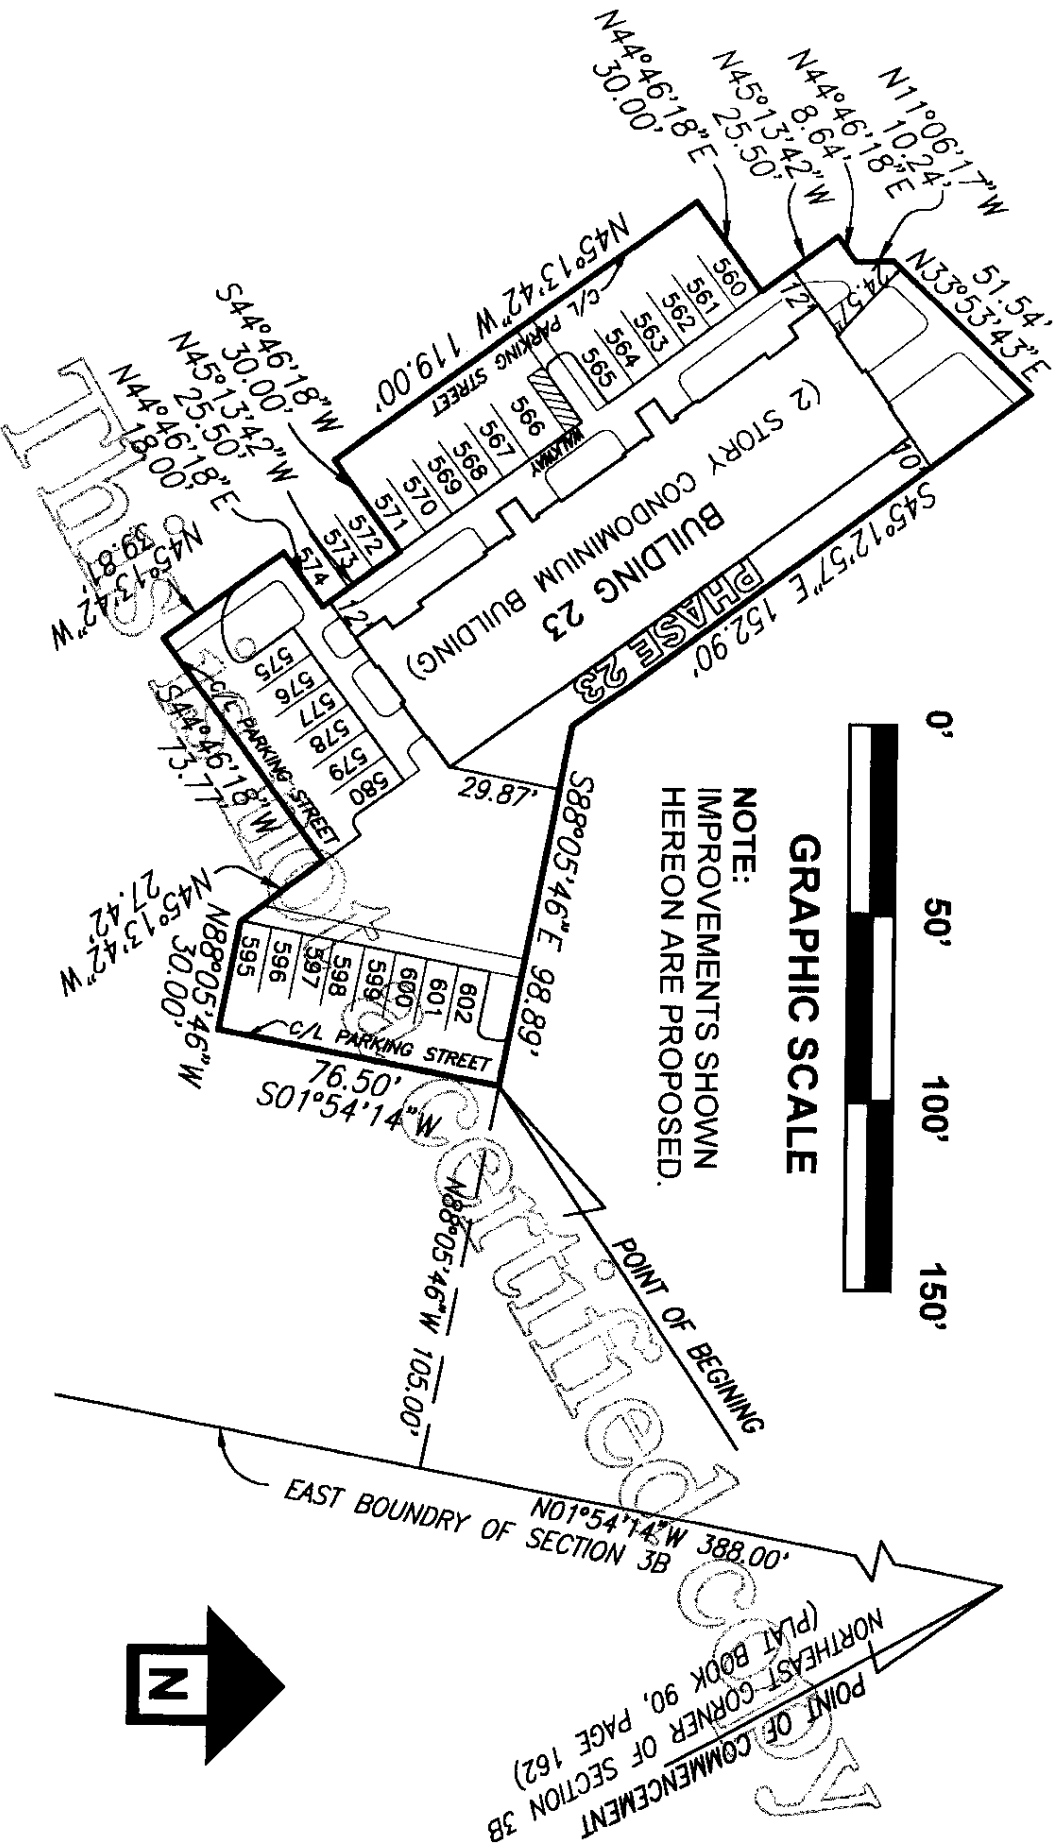 N44°46'18"E
30.00'
N45°13'42"W
25.50'
N44°46'18"E
8.64'
N11°06'17"W
10.24'
51.54'
N33°53'43"E
N45°13'42"W 119.00'
C/L PARKING STREET
560
561
562
563
564
565
566
567
568
569
570
571
572
573
574
WALKWAY
12'
12'
BUILDING 23
(2 STORY CONDOMINIUM BUILDING)
PHASE 23
S45°12'57"E 152.90'
S44°46'18"W
30.00'
N45°13'42"W
25.50'
N44°46'18"E
18.00'
N45°13'42"W
39.81'
575
576
577
578
579
580
C/L PARKING STREET
S44°46'18"W
73.77'
29.87'
S88°05'46"E 98.89'
N45°13'42"W
27.42'
N88°05'46"W
30.00'
595
596
597
598
599
600
601
602
C/L PARKING STREET
76.50'
S01°54'14"W
0'
50'
100'
150'
GRAPHIC SCALE
NOTE:
IMPROVEMENTS SHOWN
HEREON ARE PROPOSED.
POINT OF BEGINING
N88°05'46"W 105.00'
EAST BOUNDRY OF SECTION 3B
N01°54'14"W 388.00'
POINT OF COMMENCEMENT
NORTHEAST CORNER OF SECTION 3B
(PLAT BOOK 90, PAGE 162)
N
This is not a certified copy